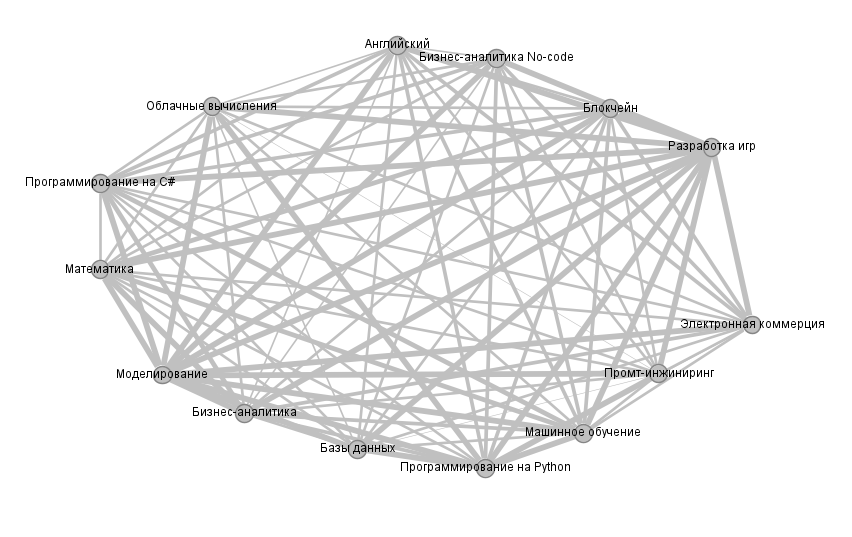 Английский
Бизнес-аналитика No-code
Облачные вычисления
Блокчейн
Разработка игр
Программирование на C#
Математика
Электронная коммерция
Моделирование
Промт-инжиниринг
Бизнес-аналитика
Машинное обучение
Базы данных
Программирование на Python